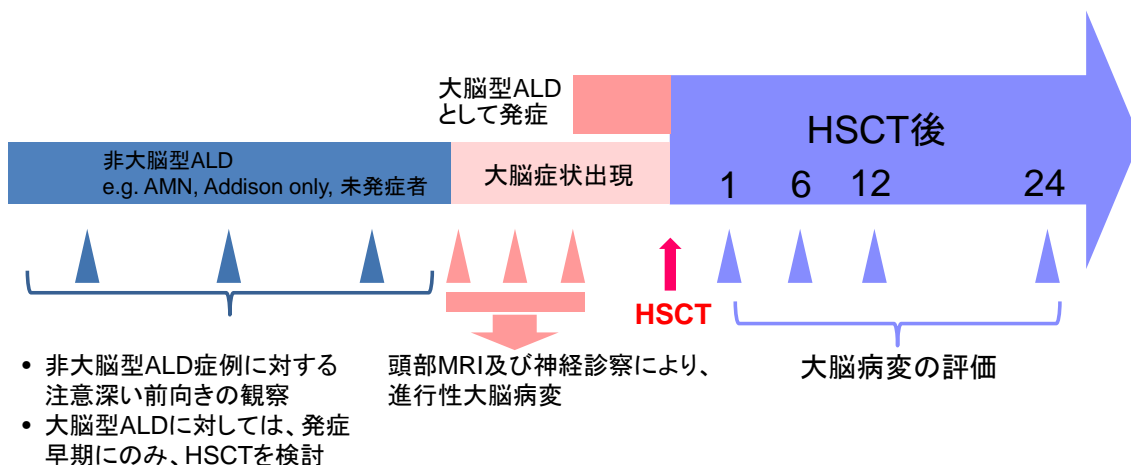 大脳型ALD
として発症
HSCT後
非大脳型ALD
e.g. AMN, Addison only, 未発症者
大脳症状出現
1 6 12 24
HSCT
• 非大脳型ALD症例に対する
注意深い前向きの観察
• 大脳型ALDに対しては、発症
早期にのみ、HSCTを検討
頭部MRI及び神経診察により、
進行性大脳病変
大脳病変の評価